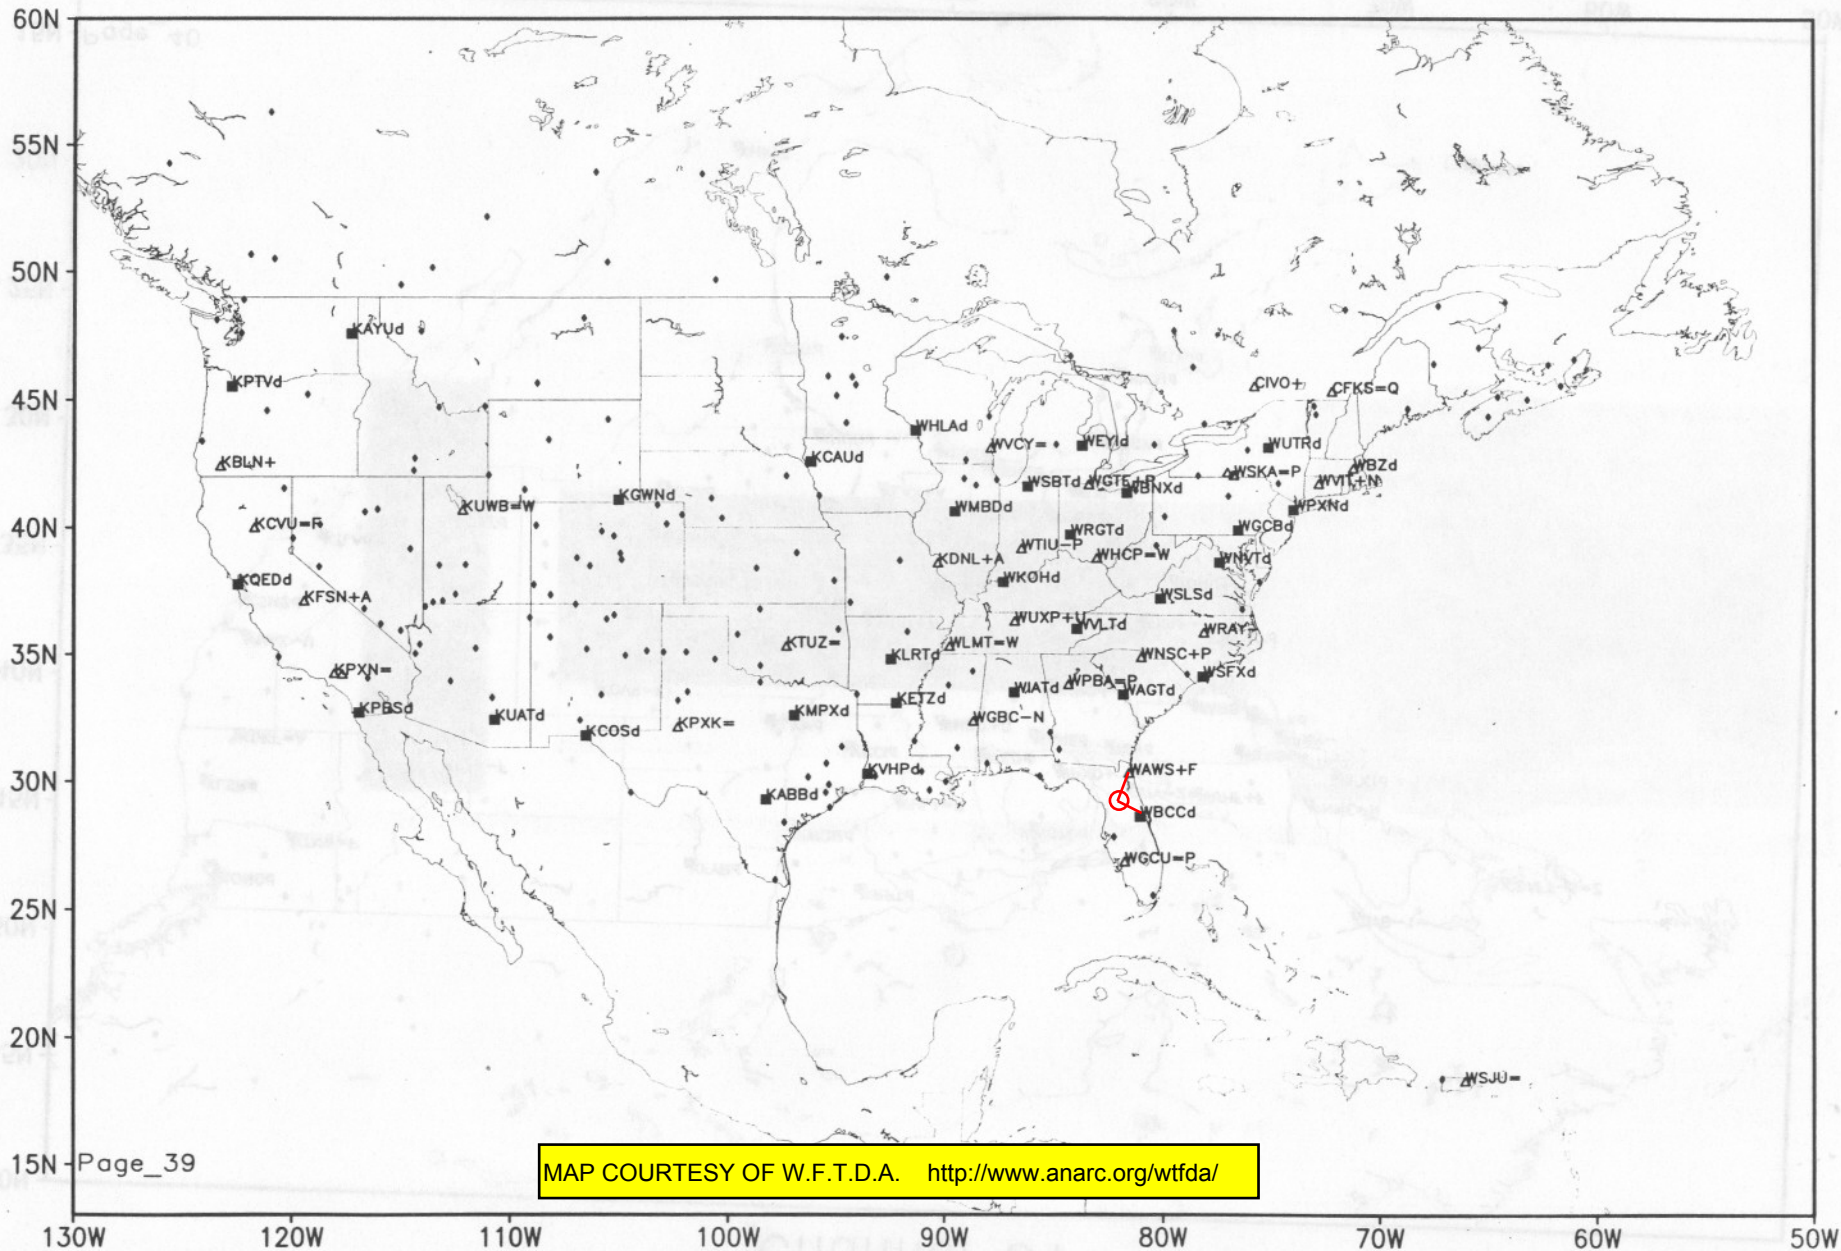 60N
55N
50N
KAYUd
KPTVd
45N
CIVO+
CFKS=Q
WHLAd
WVCY=
WEYId
WUTRd
KBLN+
KCAUd
WSKA=P
WBZd
WSBTd
WGTE+P
WBNXd
WVIT+N
KUWB=W
KGWNd
WMBDd
WPXNd
40N
KCVU=F
WRGTd
WGCBd
WTIU-P
WHCP=W
KDNL+A
WNVTd
KQEDd
WKOHd
KFSN+A
WSLSd
WUXP+U
WVLTd
WRAY-
KTUZ=
WLMT=W
35N
KLRTd
WNSC+P
KPXN=
WSFXd
WPBA=P
WIATd
WAGTd
KPBSd
KUATd
KMPXd
KETZd
KPXK=
WGBC-N
KCOSd
30N
KVHPd
WAWS+F
KABBd
WBCCd
WGCU=P
25N
20N
WSJU=
15N
Page_39
MAP COURTESY OF W.F.T.D.A. http://www.anarc.org/wtfda/
130W 120W 110W 100W 90W 80W 70W 60W 50W